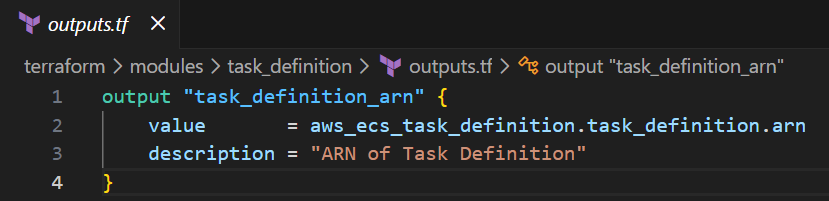 outputs.tf ×
terraform > modules > task_definition > outputs.tf > output "task_definition_arn"
1 output "task_definition_arn" {
2     value       = aws_ecs_task_definition.task_definition.arn
3     description = "ARN of Task Definition"
4 }